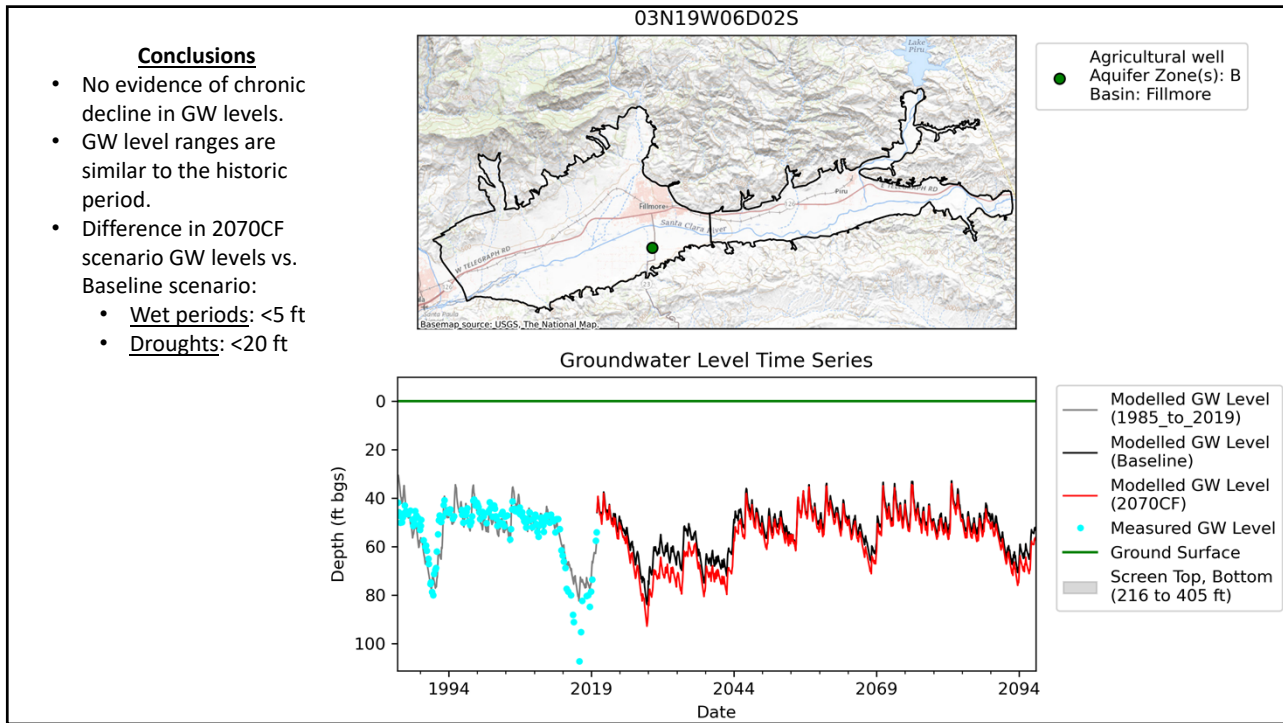 03N19W06D02S
Conclusions
• No evidence of chronic
decline in GW levels.
• GW level ranges are
similar to the historic
period.
• Difference in 2070CF
scenario GW levels vs.
Baseline scenario:
• Wet periods: <5 ft
• Droughts: <20 ft
Lake
Piru
Piru
E TELEGRAPH RD
126
Fillmore
Santa Clara River
W TELEGRAPH RD
126
23
Santa Paula
Basemap source: USGS, The National Map.
Agricultural well
Aquifer Zone(s): B
Basin: Fillmore
Groundwater Level Time Series
Depth (ft bgs)
0
20
40
60
80
100
1994
2019
2044
2069
2094
Date
Modelled GW Level
(1985_to_2019)
Modelled GW Level
(Baseline)
Modelled GW Level
(2070CF)
Measured GW Level
Ground Surface
Screen Top, Bottom
(216 to 405 ft)